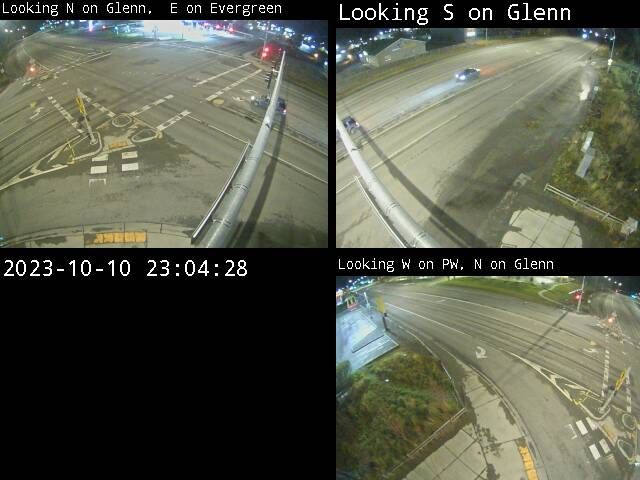 Looking N on Glenn, E on Evergreen
Looking S on Glenn
2023-10-10 23:04:28
Looking W on PW, N on Glenn